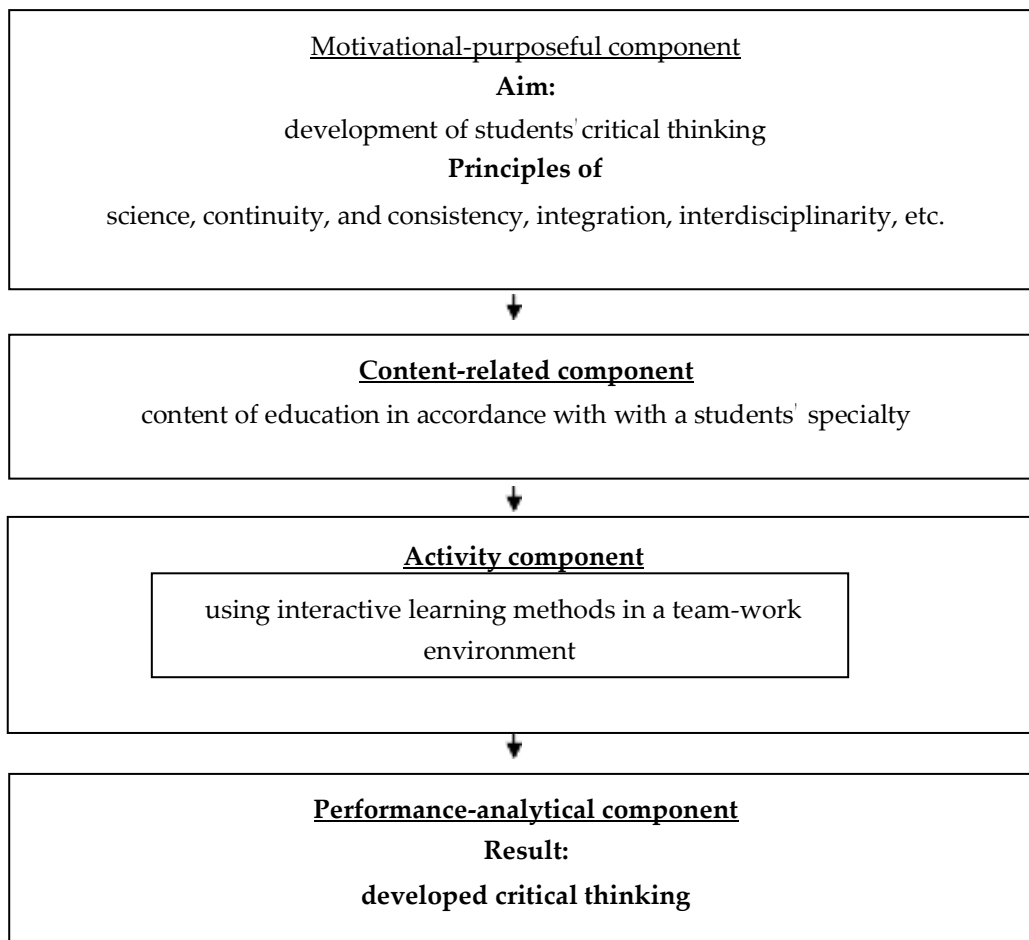 Motivational-purposeful component
Aim:
development of students' critical thinking
Principles of
science, continuity, and consistency, integration, interdisciplinarity, etc.
Content-related component
content of education in accordance with with a students' specialty
Activity component
using interactive learning methods in a team-work
environment
Performance-analytical component
Result:
developed critical thinking